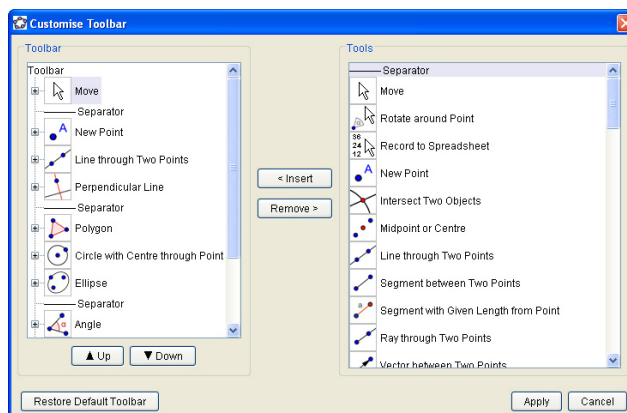 Customise Toolbar
Toolbar
Toolbar
Move
Separator
New Point
Line through Two Points
Perpendicular Line
Separator
Polygon
Circle with Centre through Point
Ellipse
Separator
Angle
Up
Down
< Insert
Remove >
Tools
Separator
Move
Rotate around Point
36
24
12
Record to Spreadsheet
A
New Point
Intersect Two Objects
Midpoint or Centre
Line through Two Points
Segment between Two Points
a
Segment with Given Length from Point
Ray through Two Points
Vector between Two Points
Restore Default Toolbar
Apply
Cancel